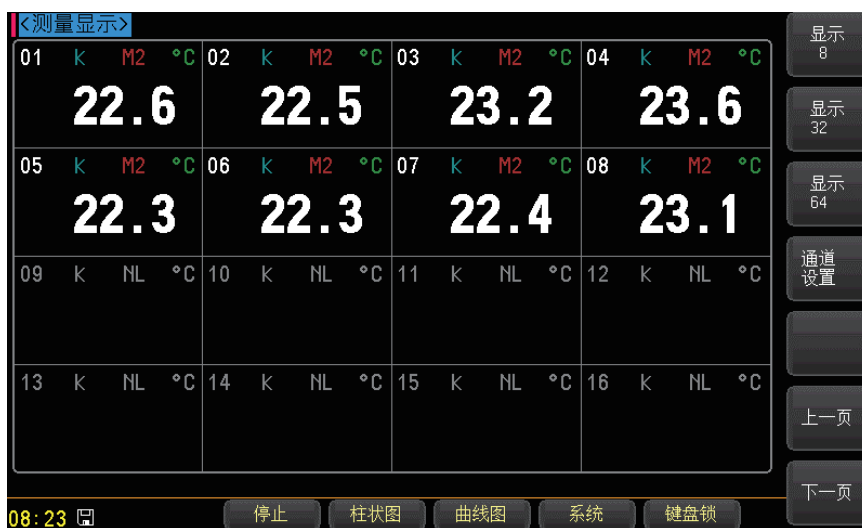 <测量显示>
01 K M2 °C 02 K M2 °C 03 K M2 °C 04 K M2 °C
22.6 22.5 23.2 23.6
05 K M2 °C 06 K M2 °C 07 K M2 °C 08 K M2 °C
22.3 22.3 22.4 23.1
09 K NL °C 10 K NL °C 11 K NL °C 12 K NL °C
13 K NL °C 14 K NL °C 15 K NL °C 16 K NL °C
显示
8
显示
32
显示
64
通道
设置
上一页
下一页
08:23 停止 柱状图 曲线图 系统 键盘锁